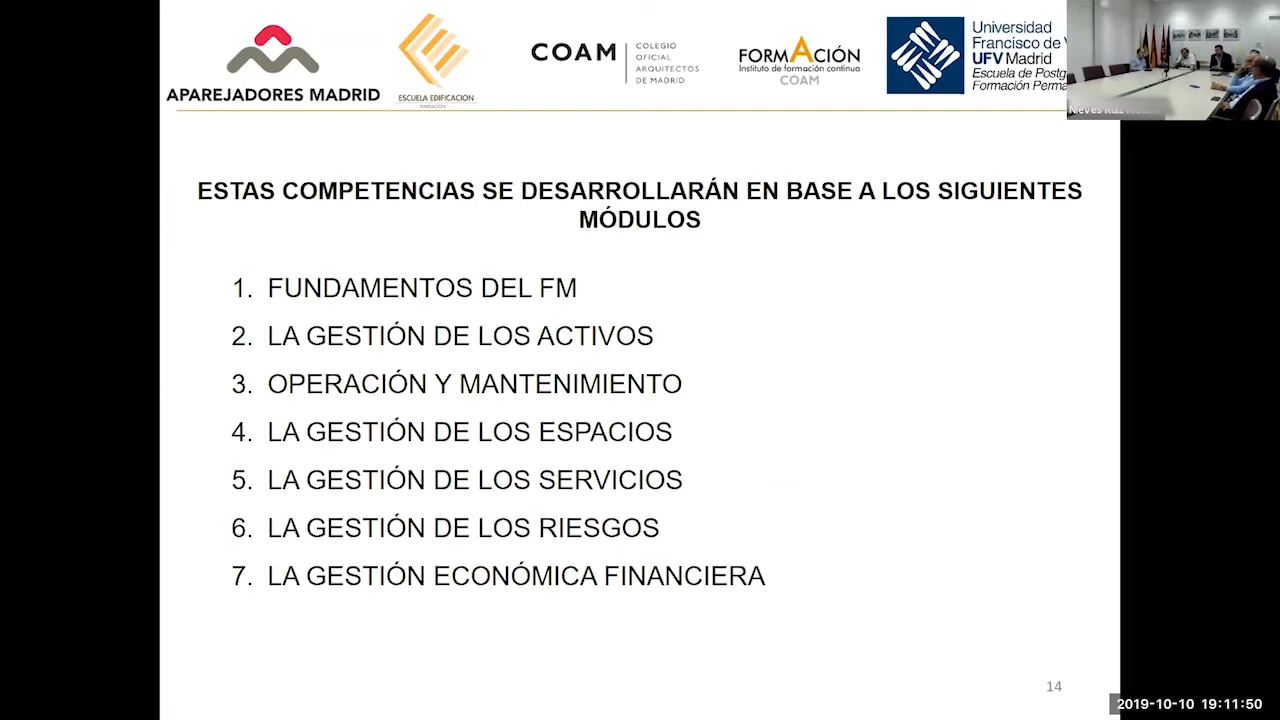 APAREJADORES MADRID
ESCUELA EDIFICACION
FUNDACIÓN
COAM
COLEGIO
OFICIAL
ARQUITECTOS
DE MADRID
FORMACIÓN
Instituto de formación continua
COAM
Universidad
Francisco de
UFV Madrid
Escuela de Postg
Formación Perma
Nieves Ruiz
ESTAS COMPETENCIAS SE DESARROLLARÁN EN BASE A LOS SIGUIENTES
MÓDULOS
1. FUNDAMENTOS DEL FM
2. LA GESTIÓN DE LOS ACTIVOS
3. OPERACIÓN Y MANTENIMIENTO
4. LA GESTIÓN DE LOS ESPACIOS
5. LA GESTIÓN DE LOS SERVICIOS
6. LA GESTIÓN DE LOS RIESGOS
7. LA GESTIÓN ECONÓMICA FINANCIERA
14
2019-10-10 19:11:50